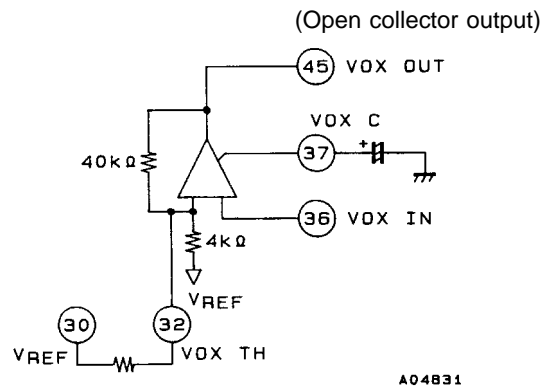 (Open collector output)
45 VOX OUT
VOX C
40kΩ
37
+
36 VOX IN
4kΩ
VREF
30 32
VREF VOX TH
A04831